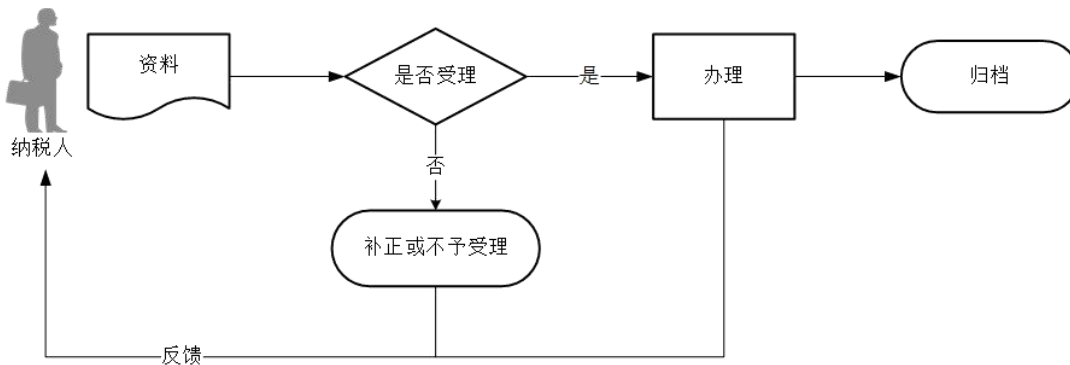 资料
是否受理
是
办理
归档
纳税人
否
补正或不予受理
反馈